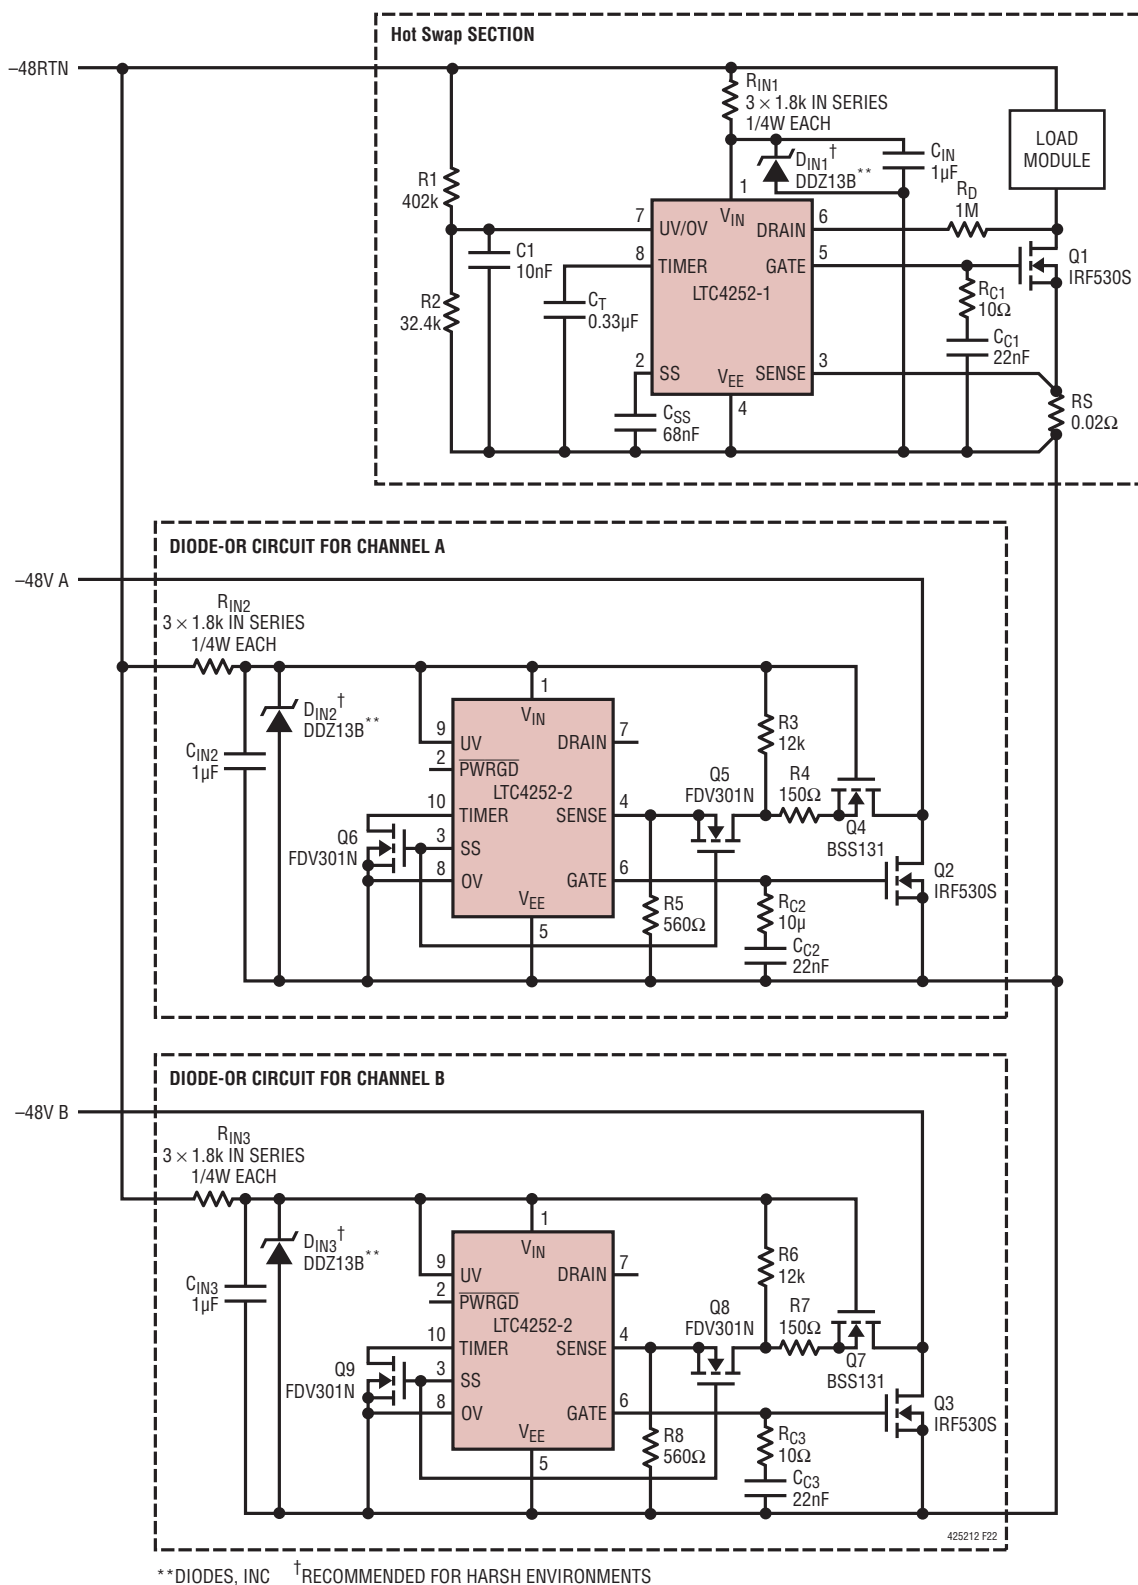 Hot Swap SECTION
–48RTN
RIN1
3 × 1.8k IN SERIES
1/4W EACH
LOAD
MODULE
DIN1†
DDZ13B**
CIN
1µF
R1
402k
RD
1M
1
7
UV/OV
VIN
DRAIN
6
C1
10nF
8
TIMER
GATE
5
Q1
IRF530S
LTC4252-1
R2
32.4k
CT
0.33µF
RC1
10Ω
CC1
22nF
2
SS
VEE
SENSE
3
4
CSS
68nF
RS
0.02Ω
DIODE-OR CIRCUIT FOR CHANNEL A
–48V A
RIN2
3 × 1.8k IN SERIES
1/4W EACH
DIN2†
DDZ13B**
CIN2
1µF
1
VIN
9
UV
DRAIN
7
2
PWRGD
LTC4252-2
10
TIMER
SENSE
4
3
SS
8
OV
GATE
6
VEE
5
R3
12k
Q5
FDV301N
R4
150Ω
Q4
BSS131
Q6
FDV301N
Q2
IRF530S
R5
560Ω
RC2
10µ
CC2
22nF
DIODE-OR CIRCUIT FOR CHANNEL B
–48V B
RIN3
3 × 1.8k IN SERIES
1/4W EACH
DIN3†
DDZ13B**
CIN3
1µF
1
VIN
9
UV
DRAIN
7
2
PWRGD
LTC4252-2
10
TIMER
SENSE
4
3
SS
8
OV
GATE
6
VEE
5
R6
12k
Q8
FDV301N
R7
150Ω
Q7
BSS131
Q9
FDV301N
Q3
IRF530S
R8
560Ω
RC3
10Ω
CC3
22nF
425212 F22
**DIODES, INC †RECOMMENDED FOR HARSH ENVIRONMENTS